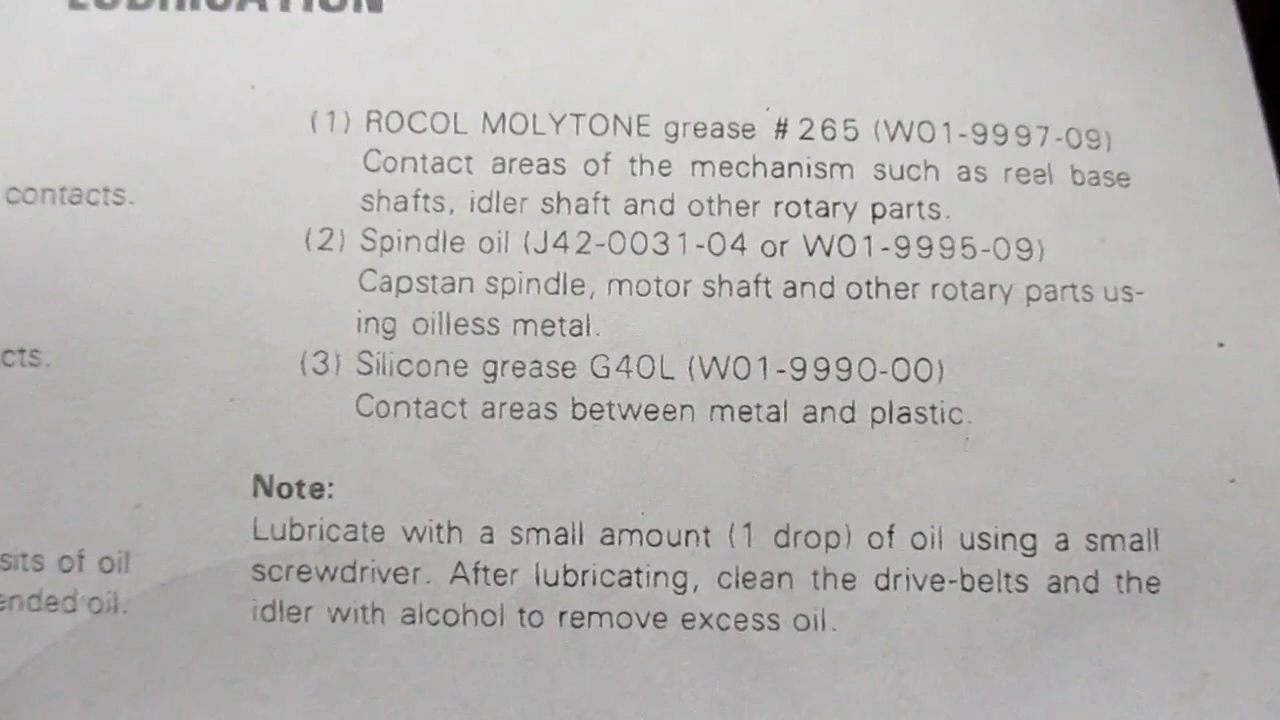 LUBRICATION
contacts.
cts.
sits of oil
ended oil.
(1) ROCOL MOLYTONE grease #265 (W01-9997-09)
Contact areas of the mechanism such as reel base
shafts, idler shaft and other rotary parts.
(2) Spindle oil (J42-0031-04 or W01-9995-09)
Capstan spindle, motor shaft and other rotary parts us-
ing oilless metal.
(3) Silicone grease G40L (W01-9990-00)
Contact areas between metal and plastic.
Note:
Lubricate with a small amount (1 drop) of oil using a small
screwdriver. After lubricating, clean the drive-belts and the
idler with alcohol to remove excess oil.